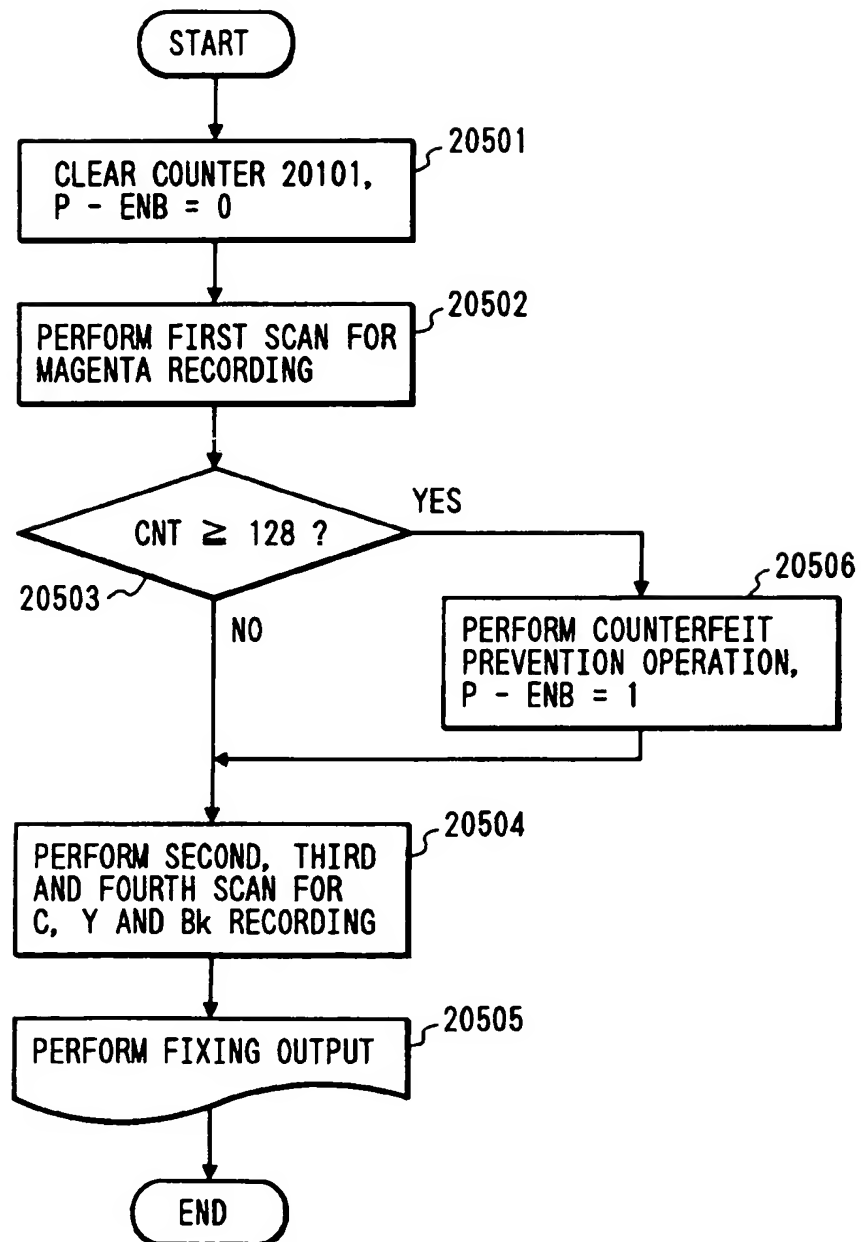 START
20501
CLEAR COUNTER 20101,
P - ENB = 0
20502
PERFORM FIRST SCAN FOR
MAGENTA RECORDING
CNT ≧ 128 ?
YES
20503
NO
20506
PERFORM COUNTERFEIT
PREVENTION OPERATION,
P - ENB = 1
20504
PERFORM SECOND, THIRD
AND FOURTH SCAN FOR
C, Y AND Bk RECORDING
20505
PERFORM FIXING OUTPUT
END